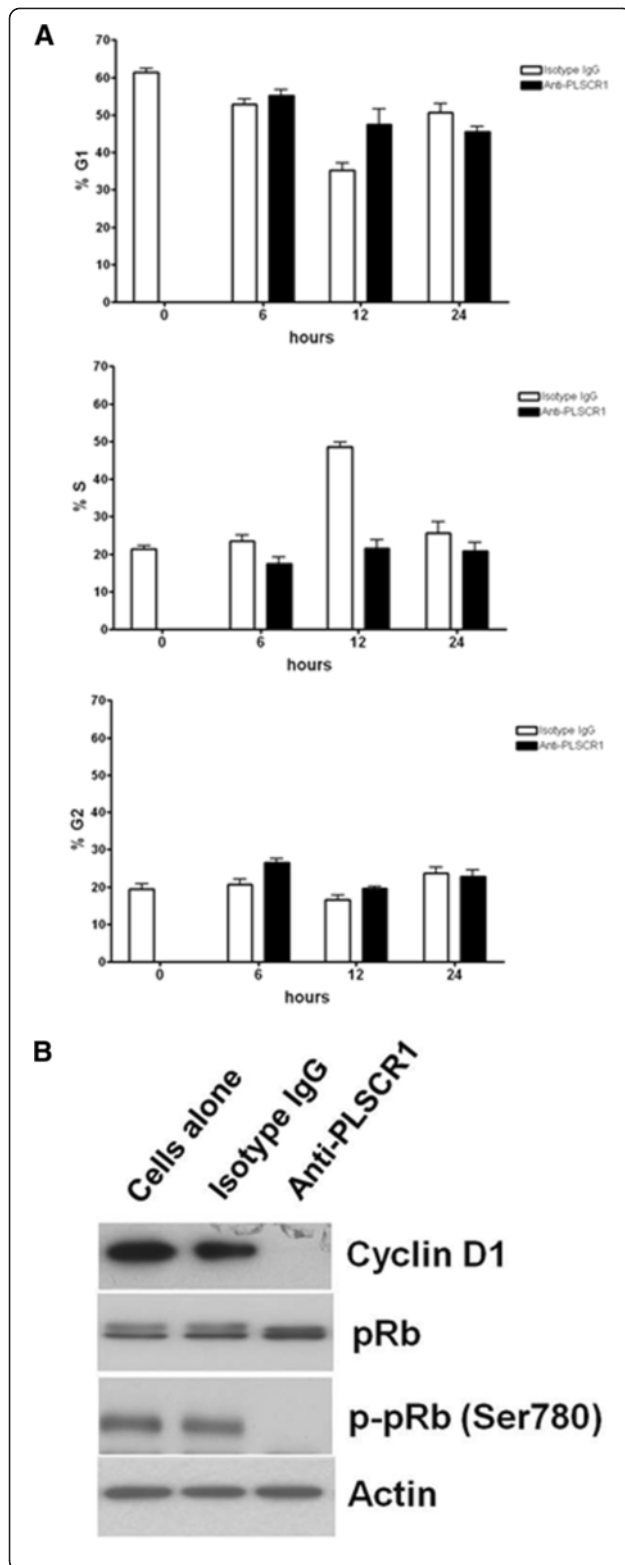 A
70
60
50
40
30
20
10
0
% G1
Isotype IgG
Anti-PLSCR1
0 6 12 24
hours
70
60
50
40
30
20
10
0
% S
Isotype IgG
Anti-PLSCR1
0 6 12 24
hours
70
60
50
40
30
20
10
0
% G2
Isotype IgG
Anti-PLSCR1
0 6 12 24
hours
B
Cells alone
Isotype IgG
Anti-PLSCR1
Cyclin D1
pRb
p-pRb (Ser780)
Actin